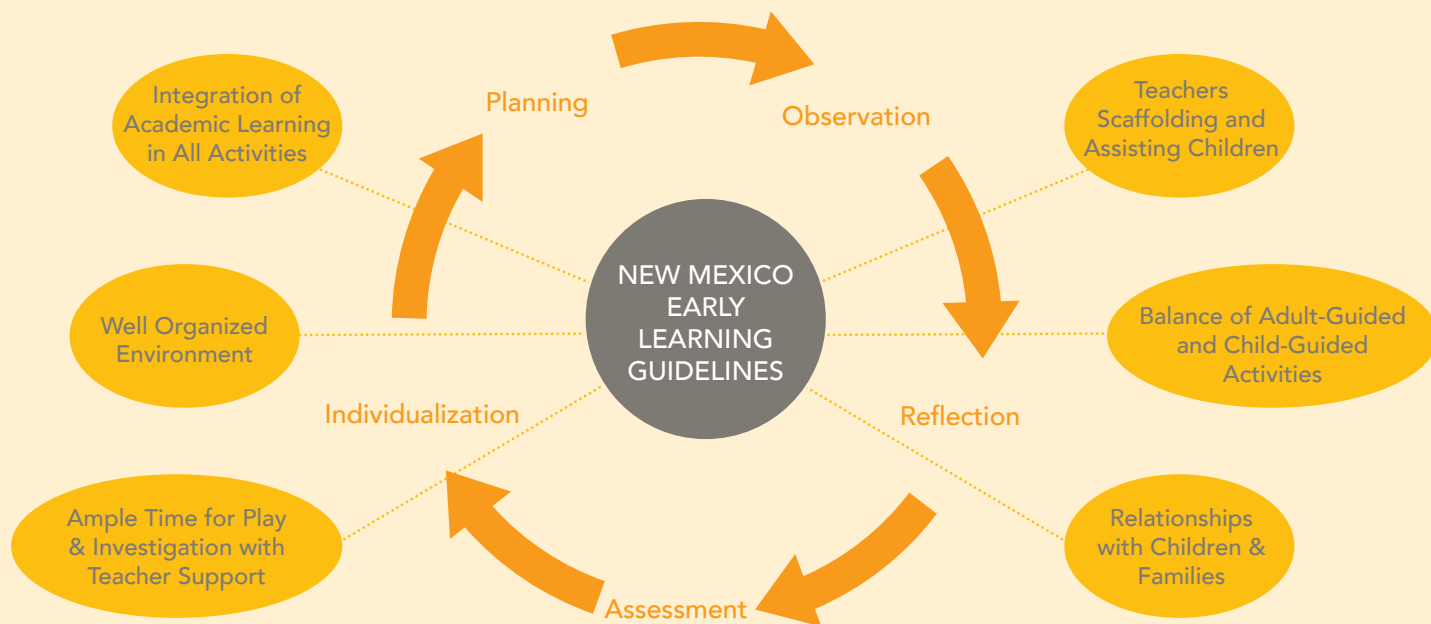 Planning
Observation
Integration of
Academic Learning
in All Activities
Teachers
Scaffolding and
Assisting Children
NEW MEXICO
EARLY
LEARNING
GUIDELINES
Well Organized
Environment
Balance of Adult-Guided
and Child-Guided
Activities
Individualization
Reflection
Ample Time for Play
& Investigation with
Teacher Support
Relationships
with Children &
Families
Assessment